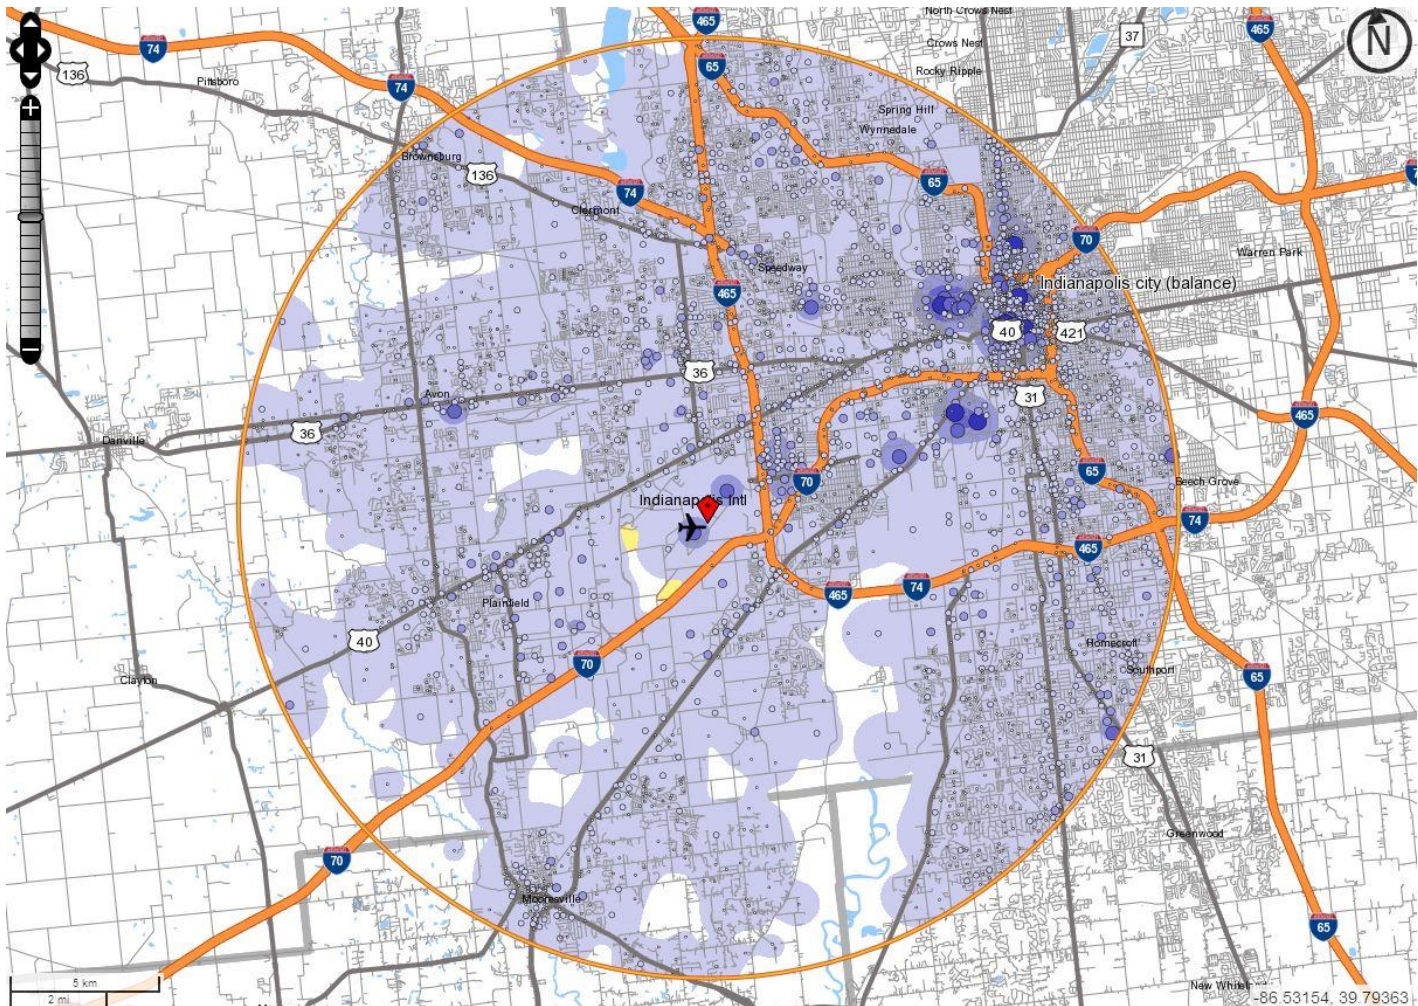 North Crows Nest
465
465
37
N
74
Crows Nest
65
136
Pittsboro
74
Rocky Ripple
Spring Hill
Wynnedale
Brownsburg
136
74
65
Clermont
70
Warren Park
Speedway
465
Indianapolis city (balance)
40
421
36
Avon
31
36
Danville
465
65
70
Beech Grove
Indianapolis Intl
74
465
Plainfield
465
74
40
Homecroft
Southport
70
Clayton
65
31
Greenwood
70
Mooresville
65
5 km
2 mi
-86.53154, 39.79363